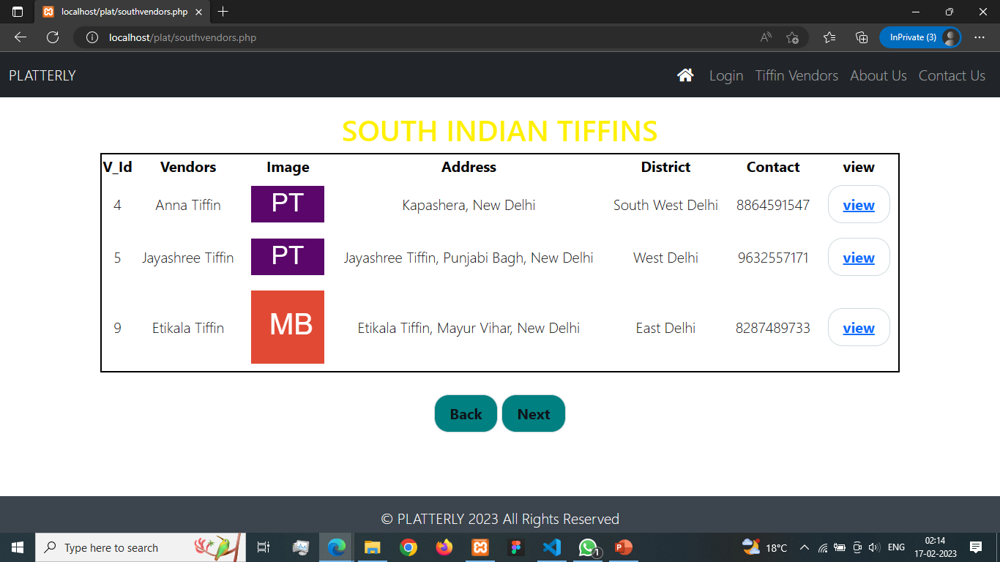 localhost/plat/southvendors.php
localhost/plat/southvendors.php
InPrivate (3)
PLATTERLY
Login Tiffin Vendors About Us Contact Us
SOUTH INDIAN TIFFINS
V_Id Vendors Image Address District Contact view
4 Anna Tiffin PT Kapashera, New Delhi South West Delhi 8864591547 view
5 Jayashree Tiffin PT Jayashree Tiffin, Punjabi Bagh, New Delhi West Delhi 9632557171 view
9 Etikala Tiffin MB Etikala Tiffin, Mayur Vihar, New Delhi East Delhi 8287489733 view
Back Next
© PLATTERLY 2023 All Rights Reserved
Type here to search
1
18°C
ENG
02:14
17-02-2023